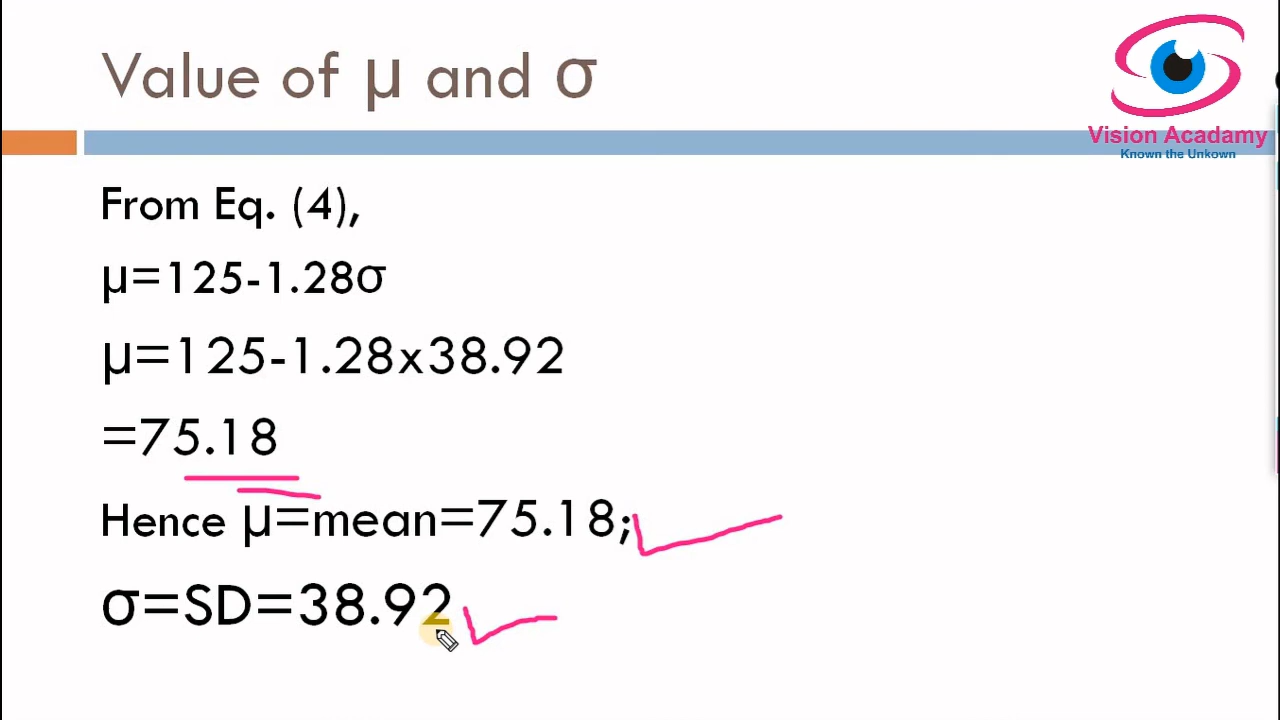 Value of μ and σ
Vision Acadamy
Known the Unkown
From Eq. (4),
μ=125-1.28σ
μ=125-1.28x38.92
=75.18
Hence μ=mean=75.18;
σ=SD=38.92